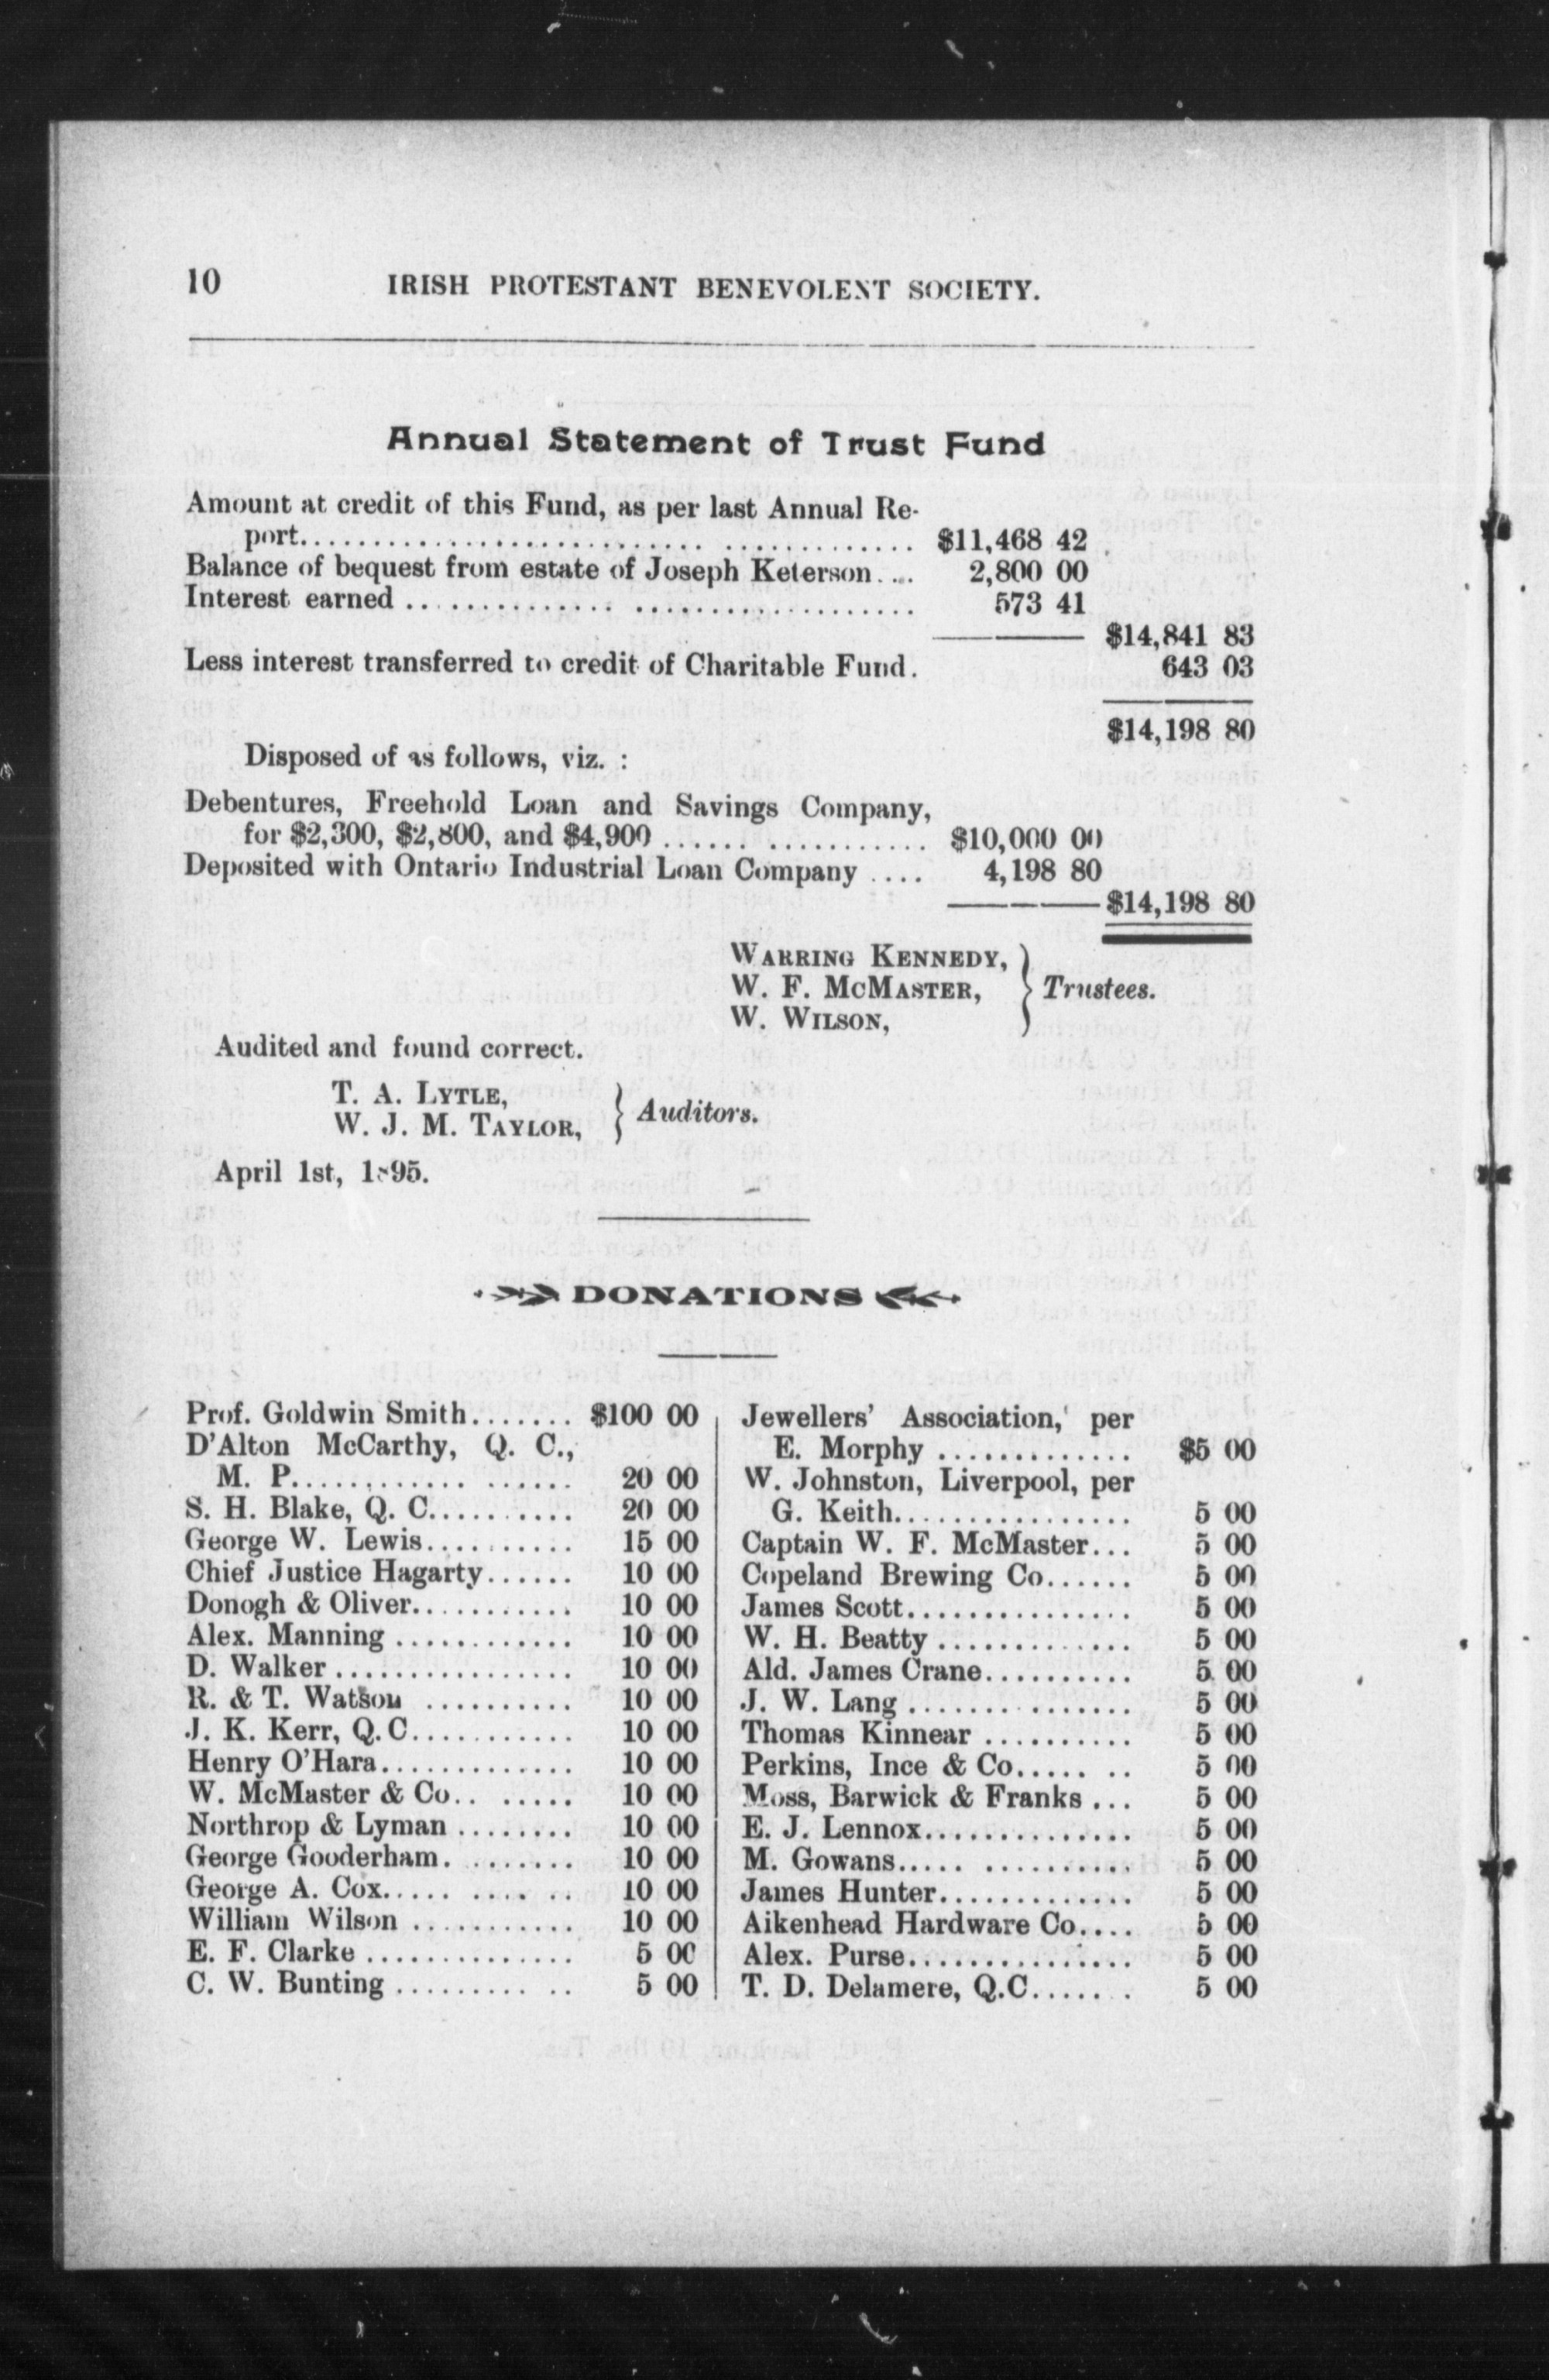 10 IRISH PROTESTANT BENEVOLENT SOCIETY.
Annual Statement of Trust Fund
Amount at credit of this Fund, as per last Annual Re-
port........................................ $11,468 42
Balance of bequest from estate of Joseph Keterson.... 2,800 00
Interest earned ................................ 573 41
$14,841 83
Less interest transferred to credit of Charitable Fund. 643 03
$14,198 80
Disposed of as follows, viz. :
Debentures, Freehold Loan and Savings Company,
for $2,300, $2,800, and $4,900 ................. $10,000 00
Deposited with Ontario Industrial Loan Company .... 4,198 80
$14,198 80
WARRING KENNEDY,
W. F. MCMASTER, } Trustees.
W. WILSON,
Audited and found correct.
T. A. LYTLE,
W. J. M. TAYLOR, } Auditors.
April 1st, 1895.
DONATIONS
Prof. Goldwin Smith....... $100 00
D'Alton McCarthy, Q. C.,
M. P.................. 20 00
S. H. Blake, Q. C.......... 20 00
George W. Lewis.......... 15 00
Chief Justice Hagarty...... 10 00
Donogh & Oliver........... 10 00
Alex. Manning ............ 10 00
D. Walker ................ 10 00
R. & T. Watson .......... 10 00
J. K. Kerr, Q.C........... 10 00
Henry O'Hara............. 10 00
W. McMaster & Co.. ...... 10 00
Northrop & Lyman ........ 10 00
George Gooderham. ....... 10 00
George A. Cox..... ...... 10 00
William Wilson ........... 10 00
E. F. Clarke .............. 5 00
C. W. Bunting ............ 5 00
Jewellers' Association, per
E. Morphy ............. $5 00
W. Johnston, Liverpool, per
G. Keith................ 5 00
Captain W. F. McMaster... 5 00
Copeland Brewing Co...... 5 00
James Scott............... 5 00
W. H. Beatty ............. 5 00
Ald. James Crane.......... 5 00
J. W. Lang ............... 5 00
Thomas Kinnear .......... 5 00
Perkins, Ince & Co..... .. 5 00
Moss, Barwick & Franks ... 5 00
E. J. Lennox.............. 5 00
M. Gowans..... .......... 5 00
James Hunter............. 5 00
Aikenhead Hardware Co.... 5 00
Alex. Purse............... 5 00
T. D. Delamere, Q.C....... 5 00